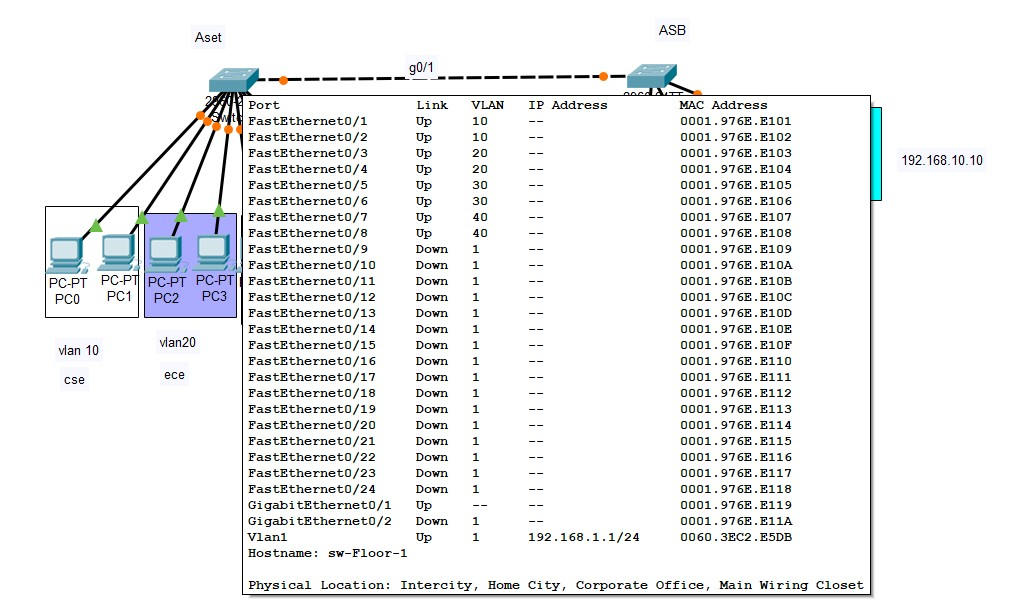 Aset
ASB
g0/1
192.168.10.10
Port Link VLAN IP Address MAC Address
FastEthernet0/1 Up 10 -- 0001.976E.E101
FastEthernet0/2 Up 10 -- 0001.976E.E102
FastEthernet0/3 Up 20 -- 0001.976E.E103
FastEthernet0/4 Up 20 -- 0001.976E.E104
FastEthernet0/5 Up 30 -- 0001.976E.E105
FastEthernet0/6 Up 30 -- 0001.976E.E106
FastEthernet0/7 Up 40 -- 0001.976E.E107
FastEthernet0/8 Up 40 -- 0001.976E.E108
FastEthernet0/9 Down 1 -- 0001.976E.E109
FastEthernet0/10 Down 1 -- 0001.976E.E10A
FastEthernet0/11 Down 1 -- 0001.976E.E10B
FastEthernet0/12 Down 1 -- 0001.976E.E10C
FastEthernet0/13 Down 1 -- 0001.976E.E10D
FastEthernet0/14 Down 1 -- 0001.976E.E10E
FastEthernet0/15 Down 1 -- 0001.976E.E10F
FastEthernet0/16 Down 1 -- 0001.976E.E110
FastEthernet0/17 Down 1 -- 0001.976E.E111
FastEthernet0/18 Down 1 -- 0001.976E.E112
FastEthernet0/19 Down 1 -- 0001.976E.E113
FastEthernet0/20 Down 1 -- 0001.976E.E114
FastEthernet0/21 Down 1 -- 0001.976E.E115
FastEthernet0/22 Down 1 -- 0001.976E.E116
FastEthernet0/23 Down 1 -- 0001.976E.E117
FastEthernet0/24 Down 1 -- 0001.976E.E118
GigabitEthernet0/1 Up -- -- 0001.976E.E119
GigabitEthernet0/2 Down 1 -- 0001.976E.E11A
Vlan1 Up 1 192.168.1.1/24 0060.3EC2.E5DB
Hostname: sw-Floor-1
Physical Location: Intercity, Home City, Corporate Office, Main Wiring Closet
PC-PT
PC0
PC-PT
PC1
PC-PT
PC2
PC-PT
PC3
vlan 10
cse
vlan20
ece